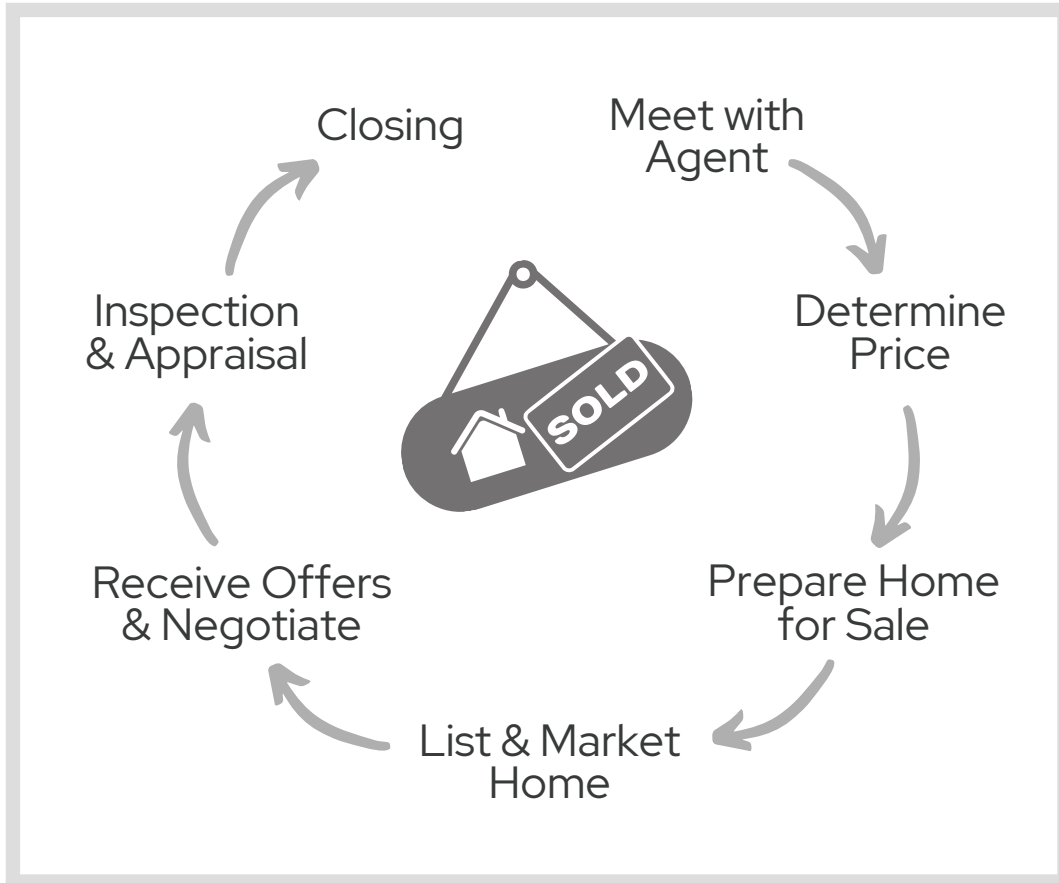 Meet with
Agent
Determine
Price
Prepare Home
for Sale
List & Market
Home
Receive Offers
& Negotiate
Inspection
& Appraisal
Closing
SOLD